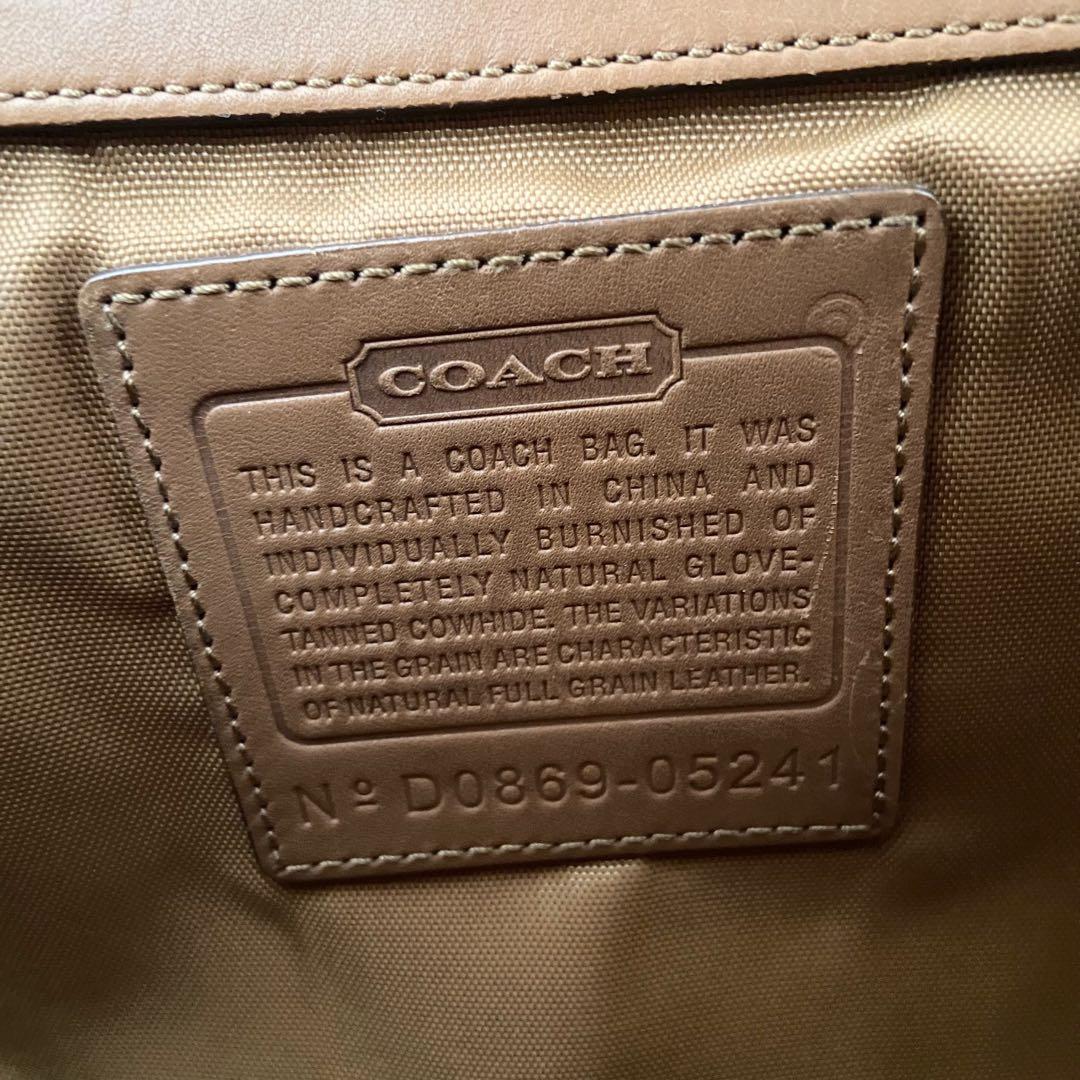 COACH
THIS IS A COACH BAG. IT WAS
HANDCRAFTED IN CHINA AND
INDIVIDUALLY BURNISHED OF
COMPLETELY NATURAL GLOVE-
TANNED COWHIDE. THE VARIATIONS
IN THE GRAIN ARE CHARACTERISTIC
OF NATURAL FULL GRAIN LEATHER.
Nº D0869-05241